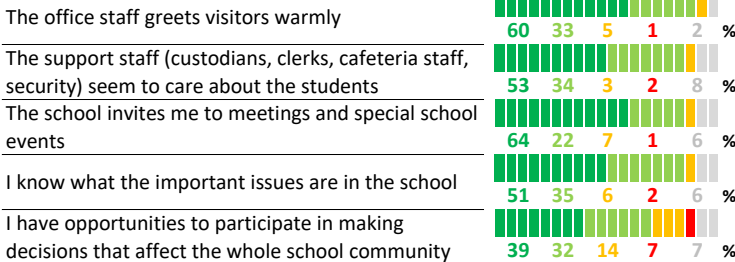 The office staff greets visitors warmly
60 33 5 1 2 %
The support staff (custodians, clerks, cafeteria staff,
security) seem to care about the students
53 34 3 2 8 %
The school invites me to meetings and special school
events
64 22 7 1 6 %
I know what the important issues are in the school
51 35 6 2 6 %
I have opportunities to participate in making
decisions that affect the whole school community
39 32 14 7 7 %